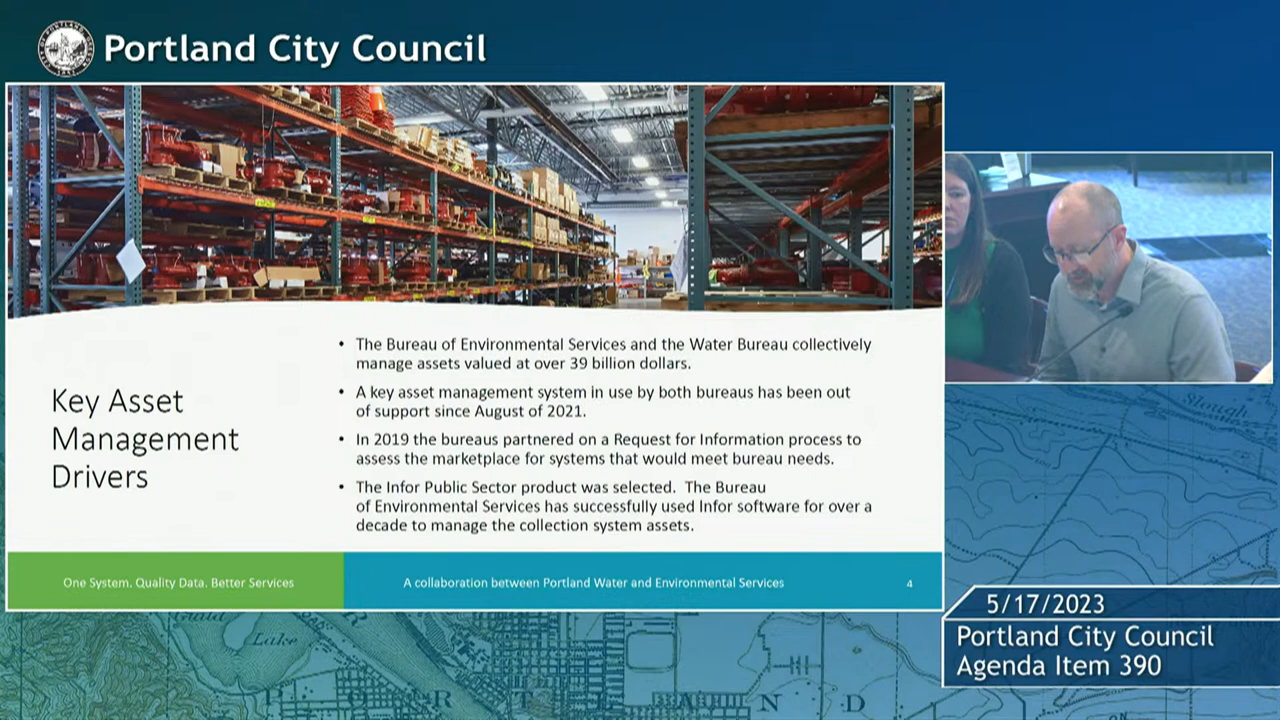 Portland City Council
Key Asset
Management
Drivers
• The Bureau of Environmental Services and the Water Bureau collectively
manage assets valued at over 39 billion dollars.
• A key asset management system in use by both bureaus has been out
of support since August of 2021.
• In 2019 the bureaus partnered on a Request for Information process to
assess the marketplace for systems that would meet bureau needs.
• The Infor Public Sector product was selected.  The Bureau
of Environmental Services has successfully used Infor software for over a
decade to manage the collection system assets.
One System. Quality Data. Better Services
A collaboration between Portland Water and Environmental Services
4
Slough
5/17/2023
Portland City Council
Agenda Item 390
Guild
Lake
R T L A N D